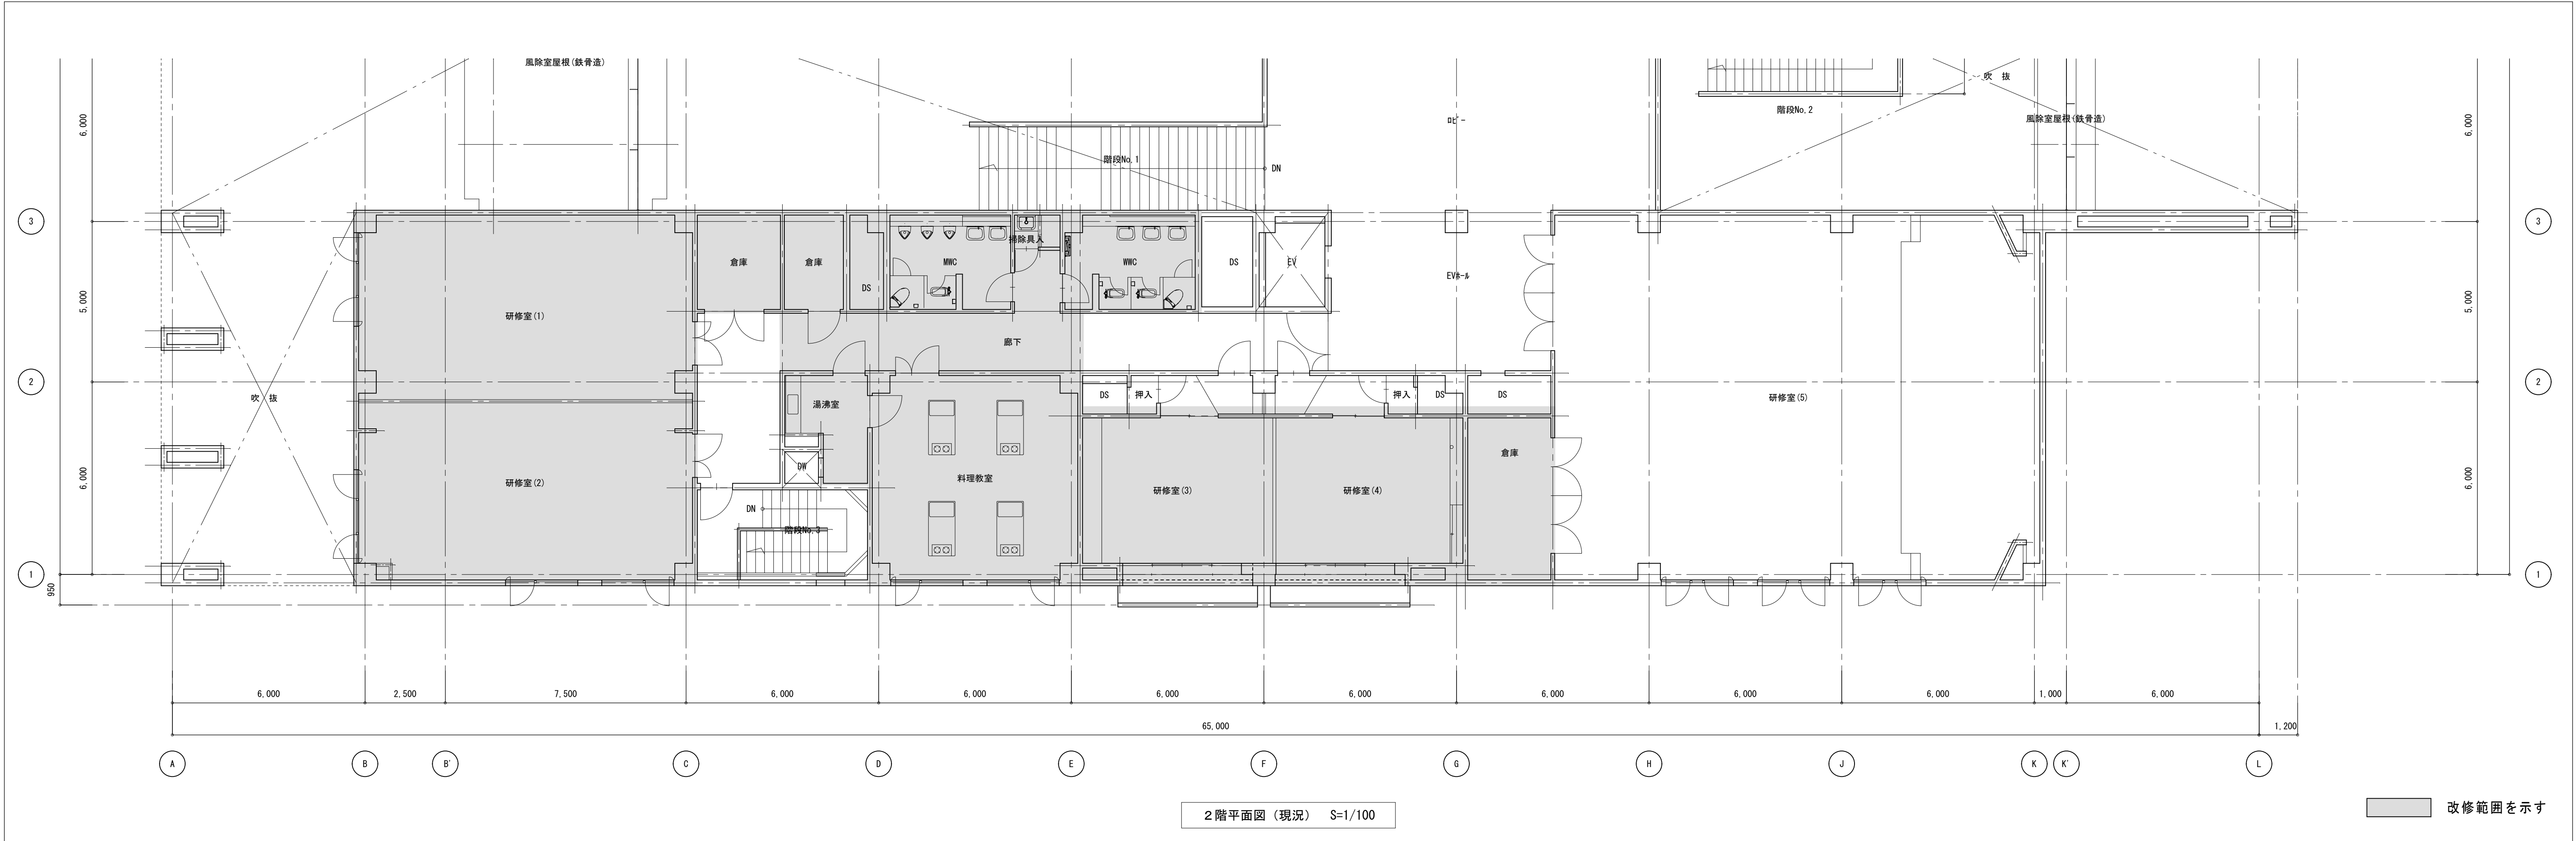 風除室屋根(鉄骨造)
吹 抜
階段No.2
6,000
ロビー
風除室屋根(鉄骨造)
6,000
階段No.1
DN
3
3
掃除具入
倉庫
倉庫
MWC
WWC
DS
EV
EVホール
DS
5,000
5,000
研修室(1)
廊下
2
2
DS
押入
押入
DS
DS
吹 抜
湯沸室
研修室(5)
倉庫
DW
6,000
料理教室
6,000
研修室(2)
研修室(3)
研修室(4)
DN
階段No.3
1
1
950
6,000
2,500
7,500
6,000
6,000
6,000
6,000
6,000
6,000
6,000
1,000
6,000
65,000
1,200
A
B
B'
C
D
E
F
G
H
J
K
K'
L
2階平面図(現況) S=1/100
改修範囲を示す